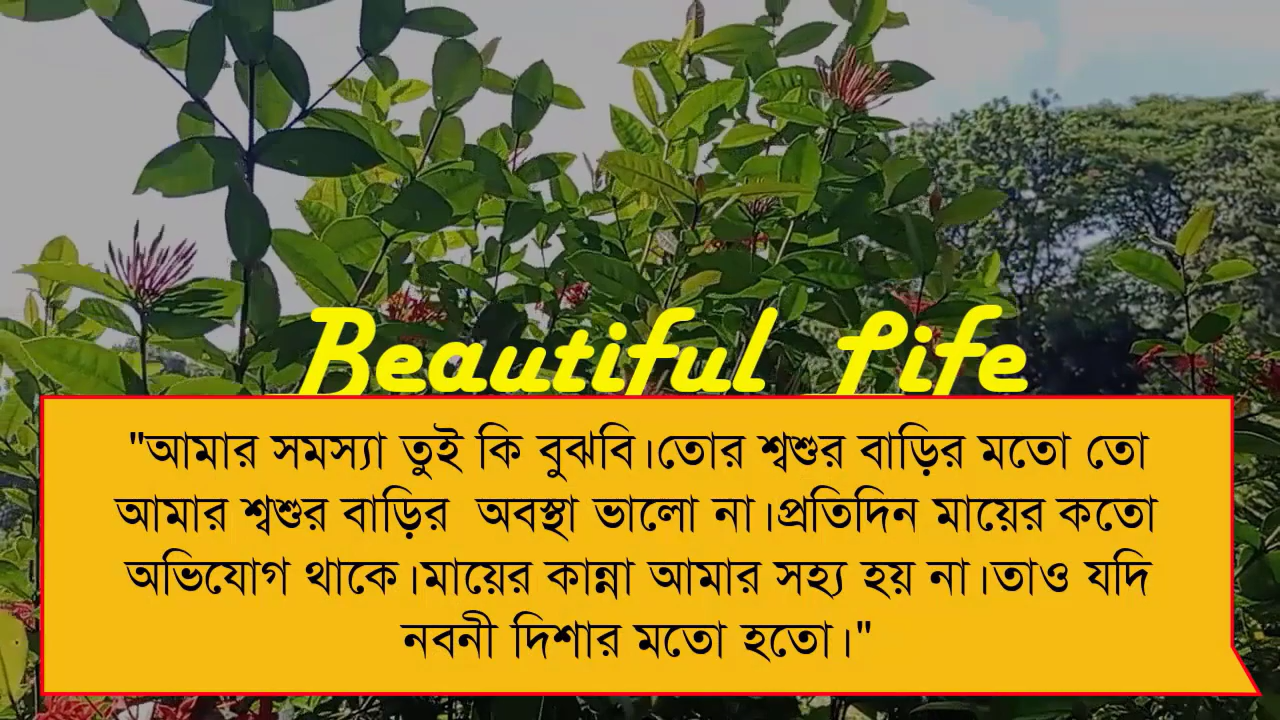 Beautiful Life
"আমার সমস্যা তুই কি বুঝবি।তোর শ্বশুর বাড়ির মতো তো
আমার শ্বশুর বাড়ির অবস্থা ভালো না।প্রতিদিন মায়ের কতো
অভিযোগ থাকে।মায়ের কান্না আমার সহ্য হয় না।তাও যদি
নবনী দিশার মতো হতো।"